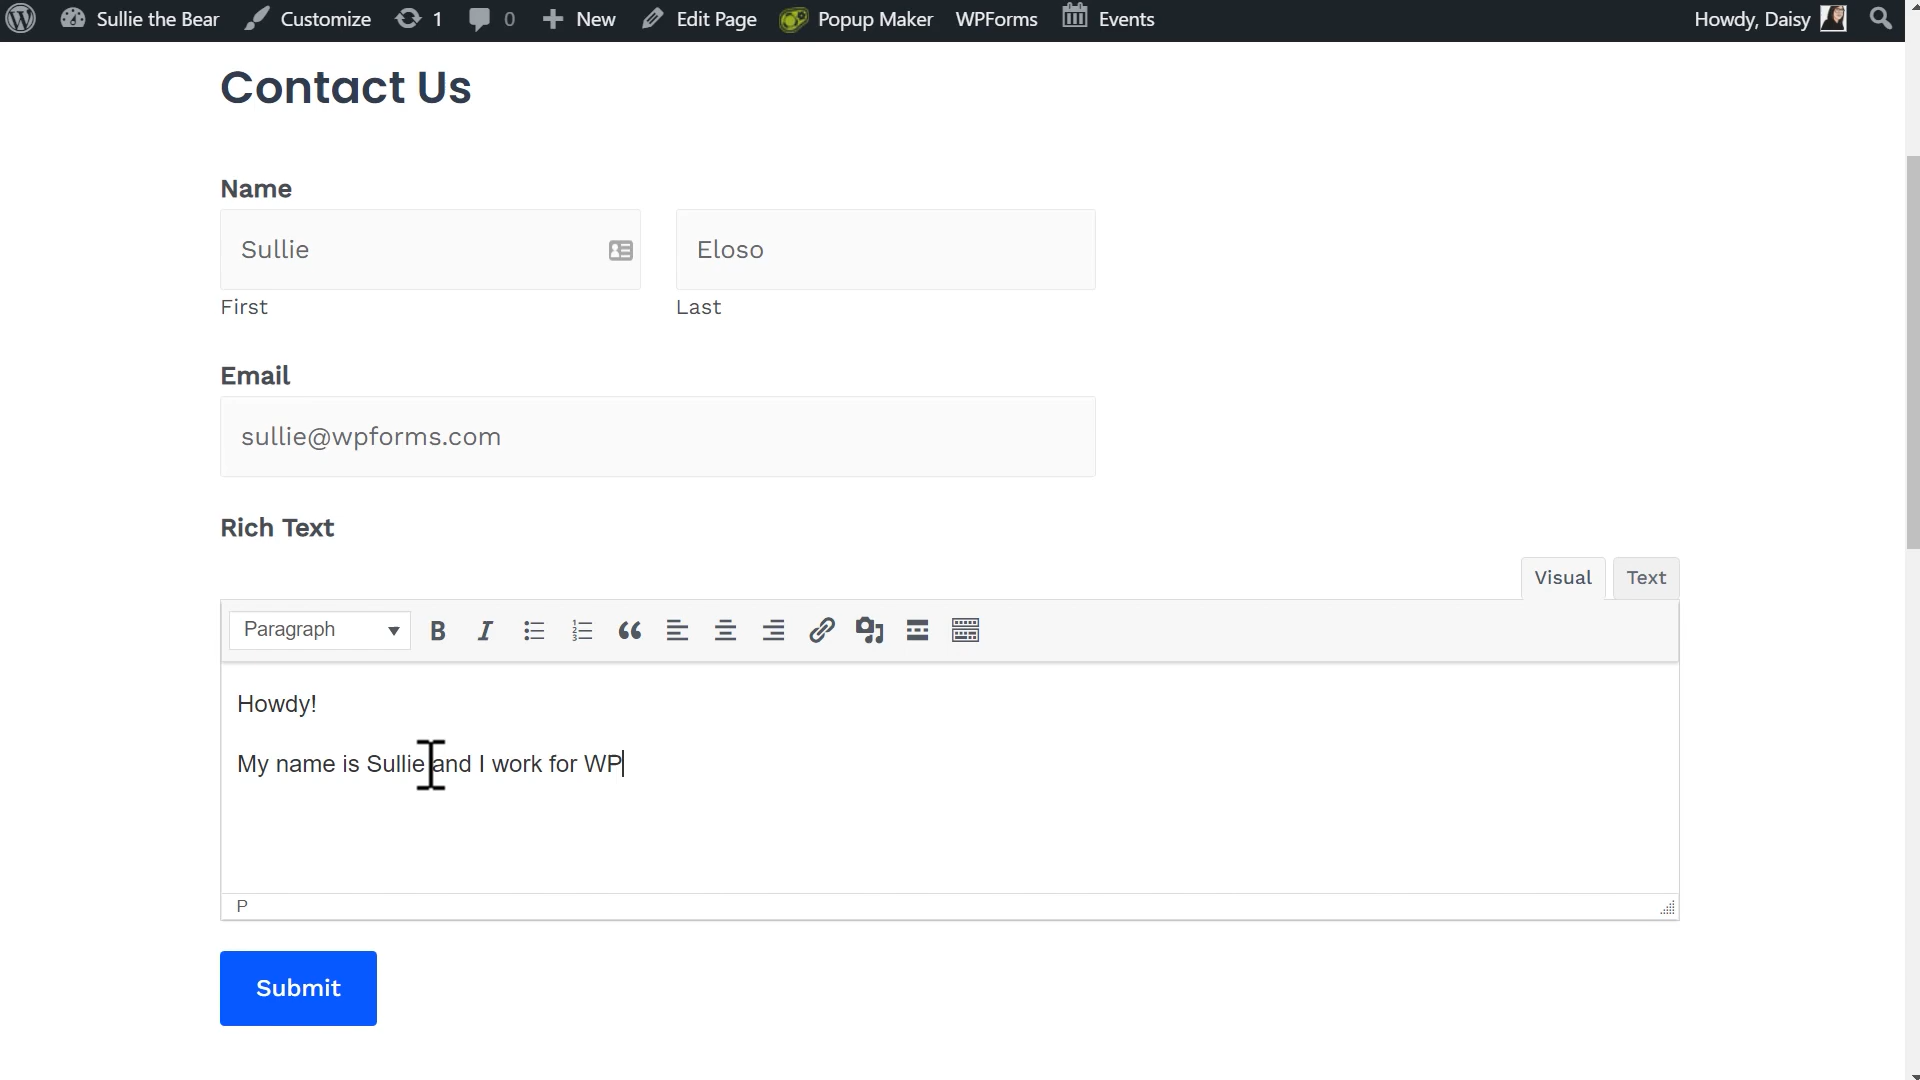 Sullie the Bear Customize 1 0 New Edit Page Popup Maker WPForms Events Howdy, Daisy
Contact Us
Name
Sullie Eloso
First Last
Email
sullie@wpforms.com
Rich Text
Visual Text
Paragraph
Howdy!
My name is Sullie and I work for WP
P
Submit